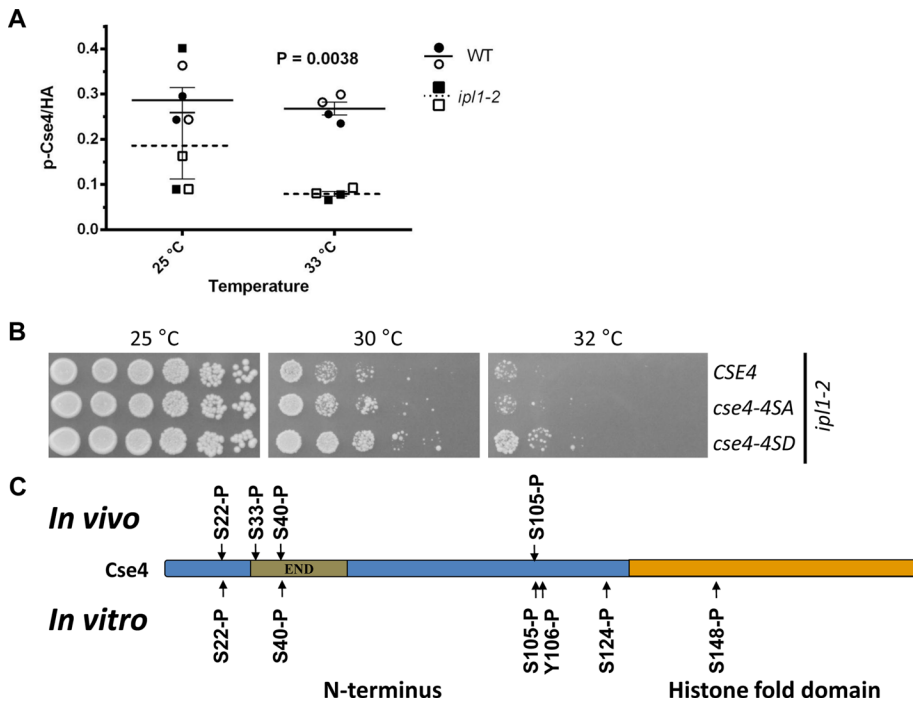 A
p-Cse4/HA
0.4
0.3
0.2
0.1
0.0
P = 0.0038
WT
ipl1-2
25 °C
33 °C
Temperature
B
25 °C
30 °C
32 °C
CSE4
cse4-4SA
cse4-4SD
ipl1-2
C
In vivo
S22-P
S33-P
S40-P
S105-P
Cse4
END
In vitro
S22-P
S40-P
S105-P
Y106-P
S124-P
S148-P
N-terminus
Histone fold domain